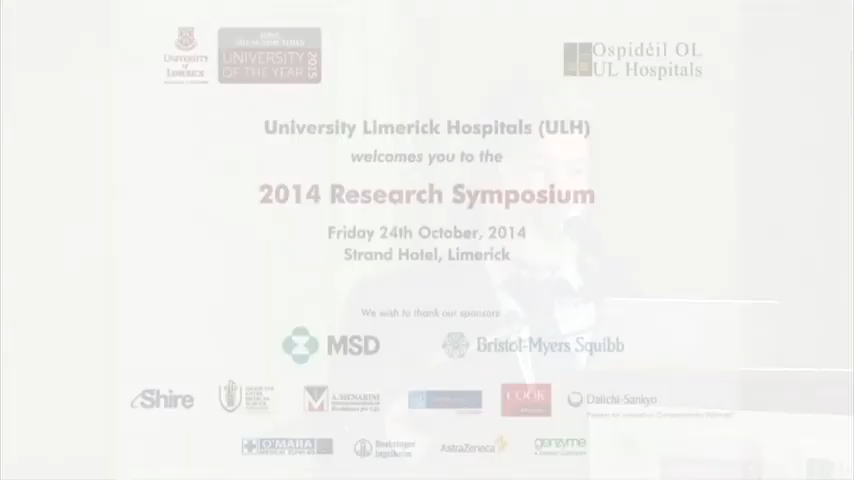 UNIVERSITY
of
LIMERICK
UNIVERSITY
OF THE YEAR
2015
Ospidéil OL
UL Hospitals
University Limerick Hospitals (ULH)
welcomes you to the
2014 Research Symposium
Friday 24th October, 2014
Strand Hotel, Limerick
We wish to thank our sponsors
MSD
Bristol-Myers Squibb
Shire
A. MENARINI
COOK
Daiichi-Sankyo
O'MARA
Boehringer
Ingelheim
AstraZeneca
genzyme